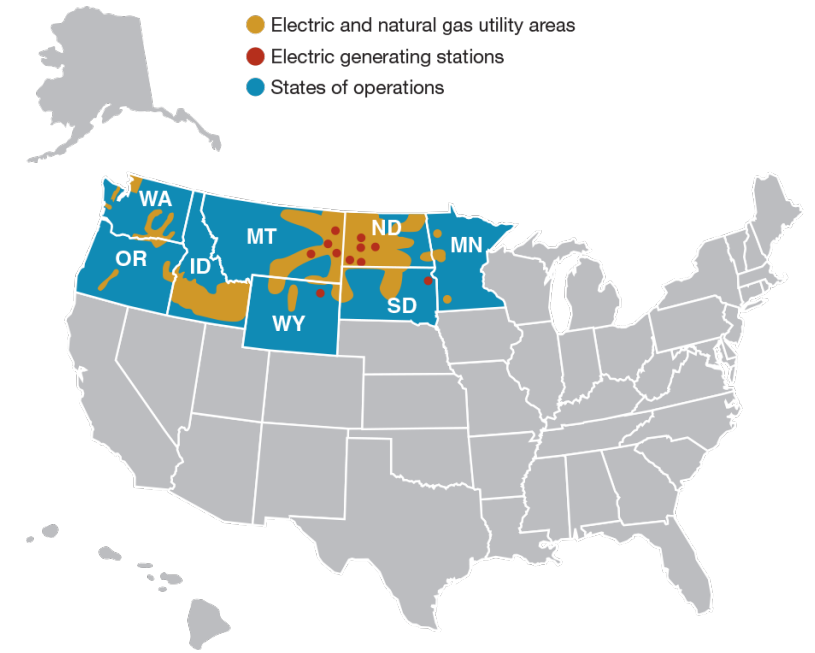 Electric and natural gas utility areas
Electric generating stations
States of operations
WA
MT
ND
MN
OR
ID
SD
WY